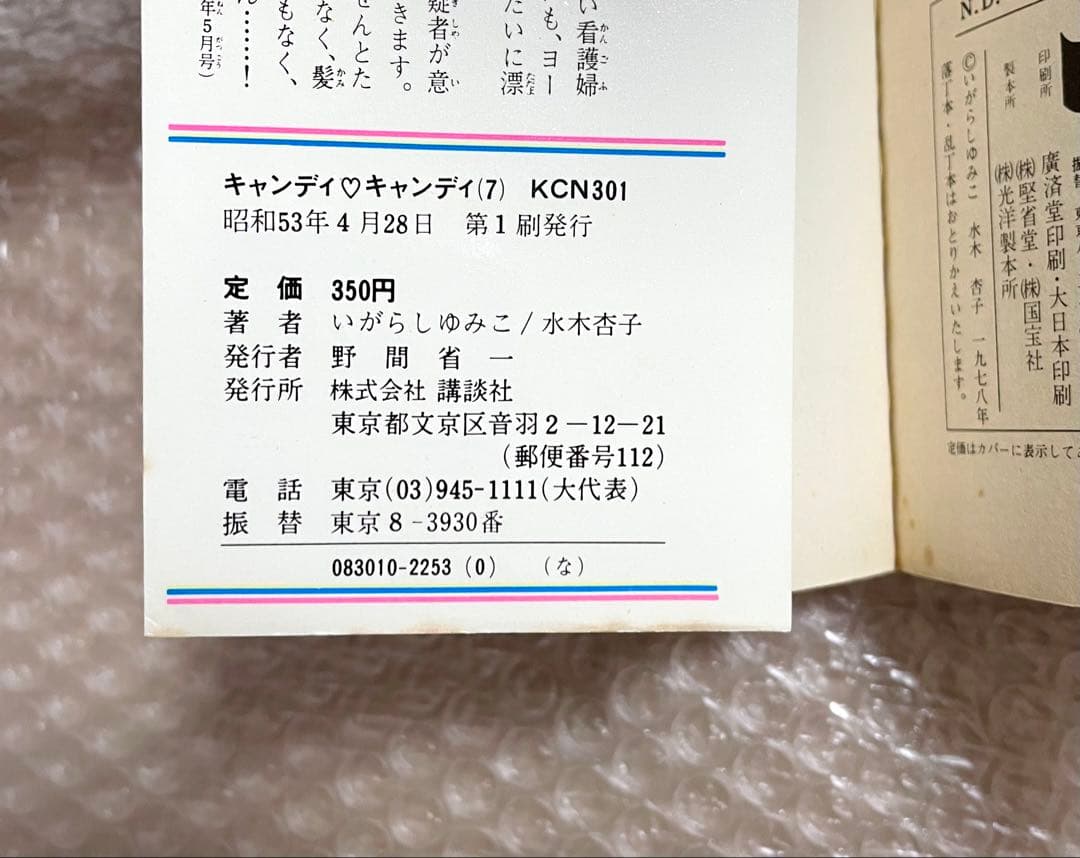 い看護婦
も、ヨー
たいに漂
疑者が意
きます。
せんとた
なく、髪
もなく、
ん……！
年5月号)
キャンディ♡キャンディ(7) KCN301
昭和53年4月28日 第1刷発行
定価 350円
著者 いがらしゆみこ/水木杏子
発行者 野間省一
発行所 株式会社 講談社
東京都文京区音羽2-12-21
(郵便番号112)
電話 東京(03)945-1111(大代表)
振替 東京8-3930番
083010-2253 (0) (な)
N.D.
印刷所 廣済堂印刷・大日本印刷
㈱堅省堂・㈱国宝社
製本所 ㈱光洋製本所
©いがらしゆみこ 水木杏子 一九七八年
落丁本・乱丁本はおとりかえいたします。
定価はカバーに表示して